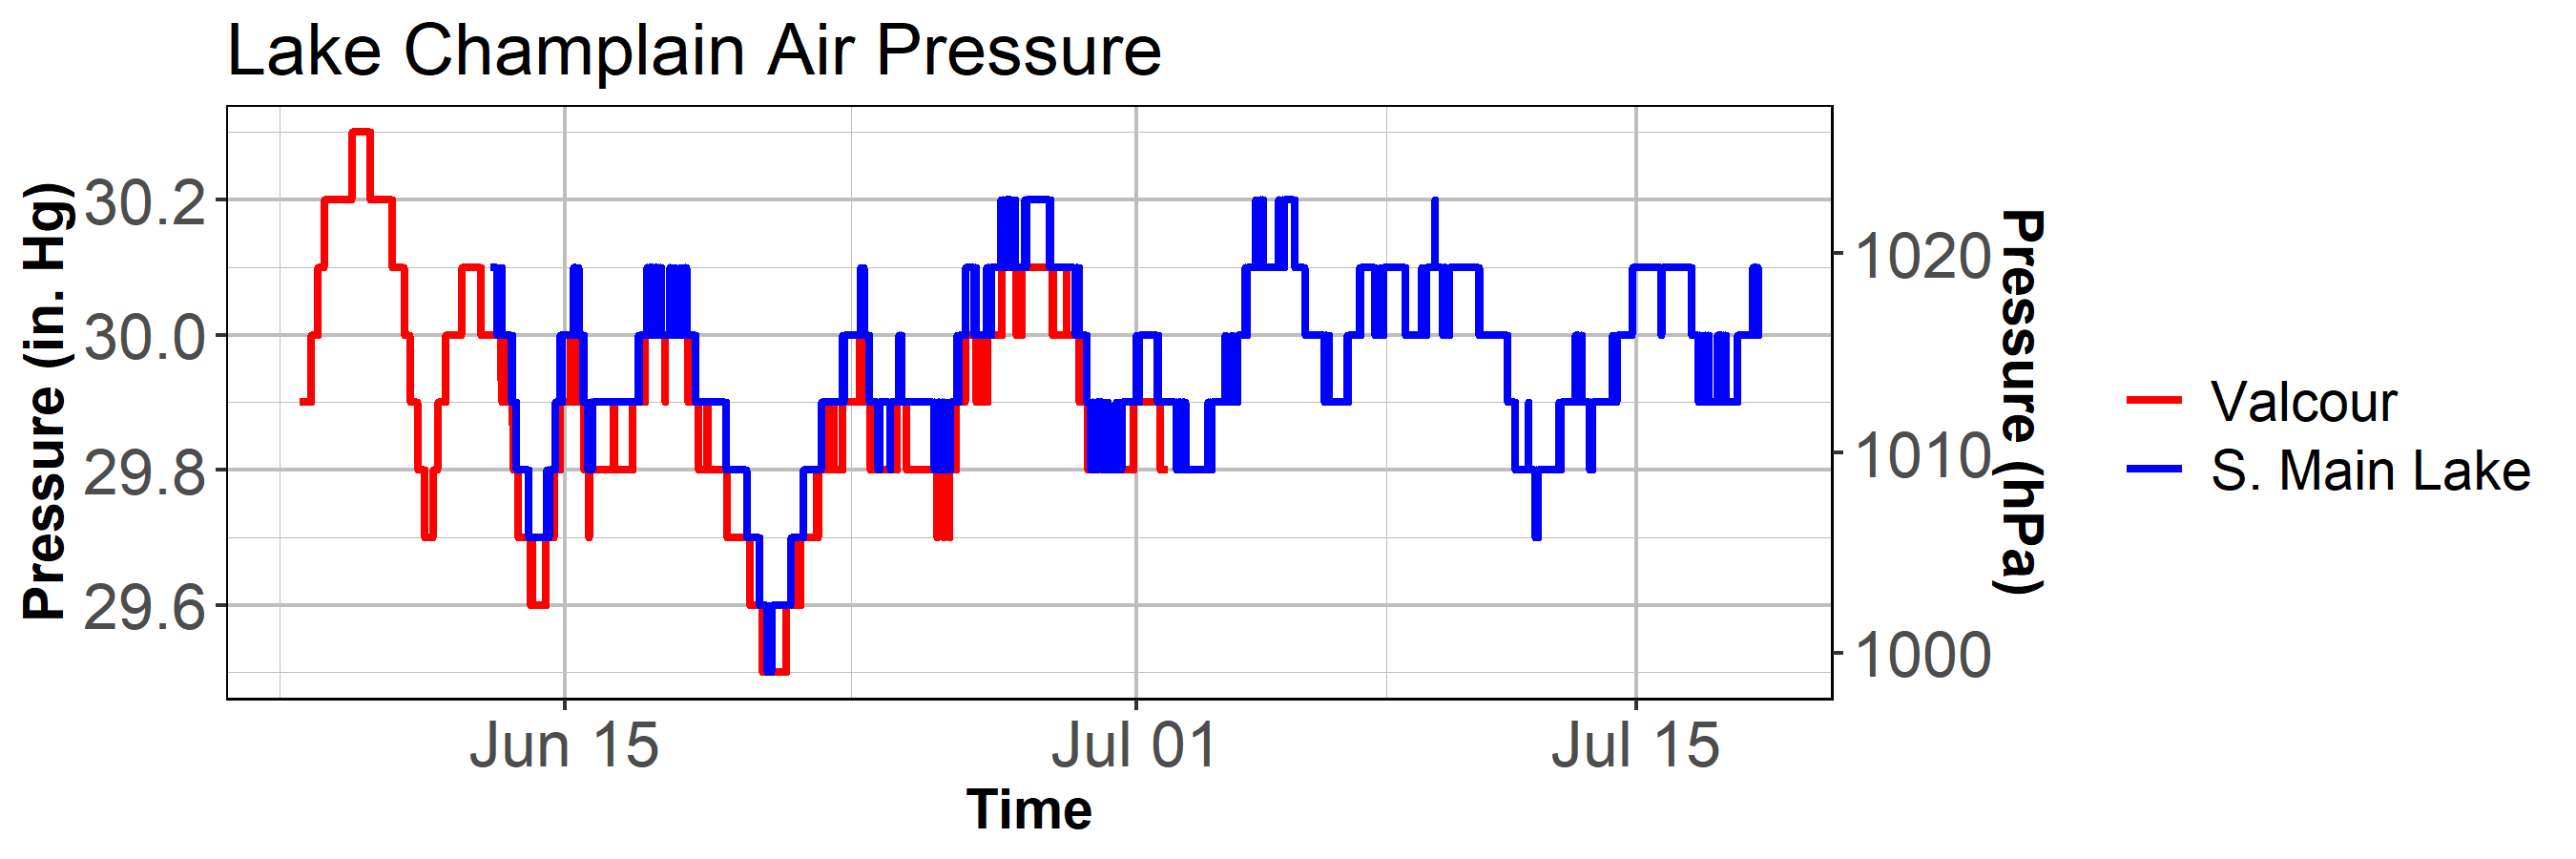 Lake Champlain Air Pressure
Pressure (in. Hg)
30.2
30.0
29.8
29.6
1020
1010
1000
Pressure (hPa)
Jun 15
Jul 01
Jul 15
Time
Valcour
S. Main Lake